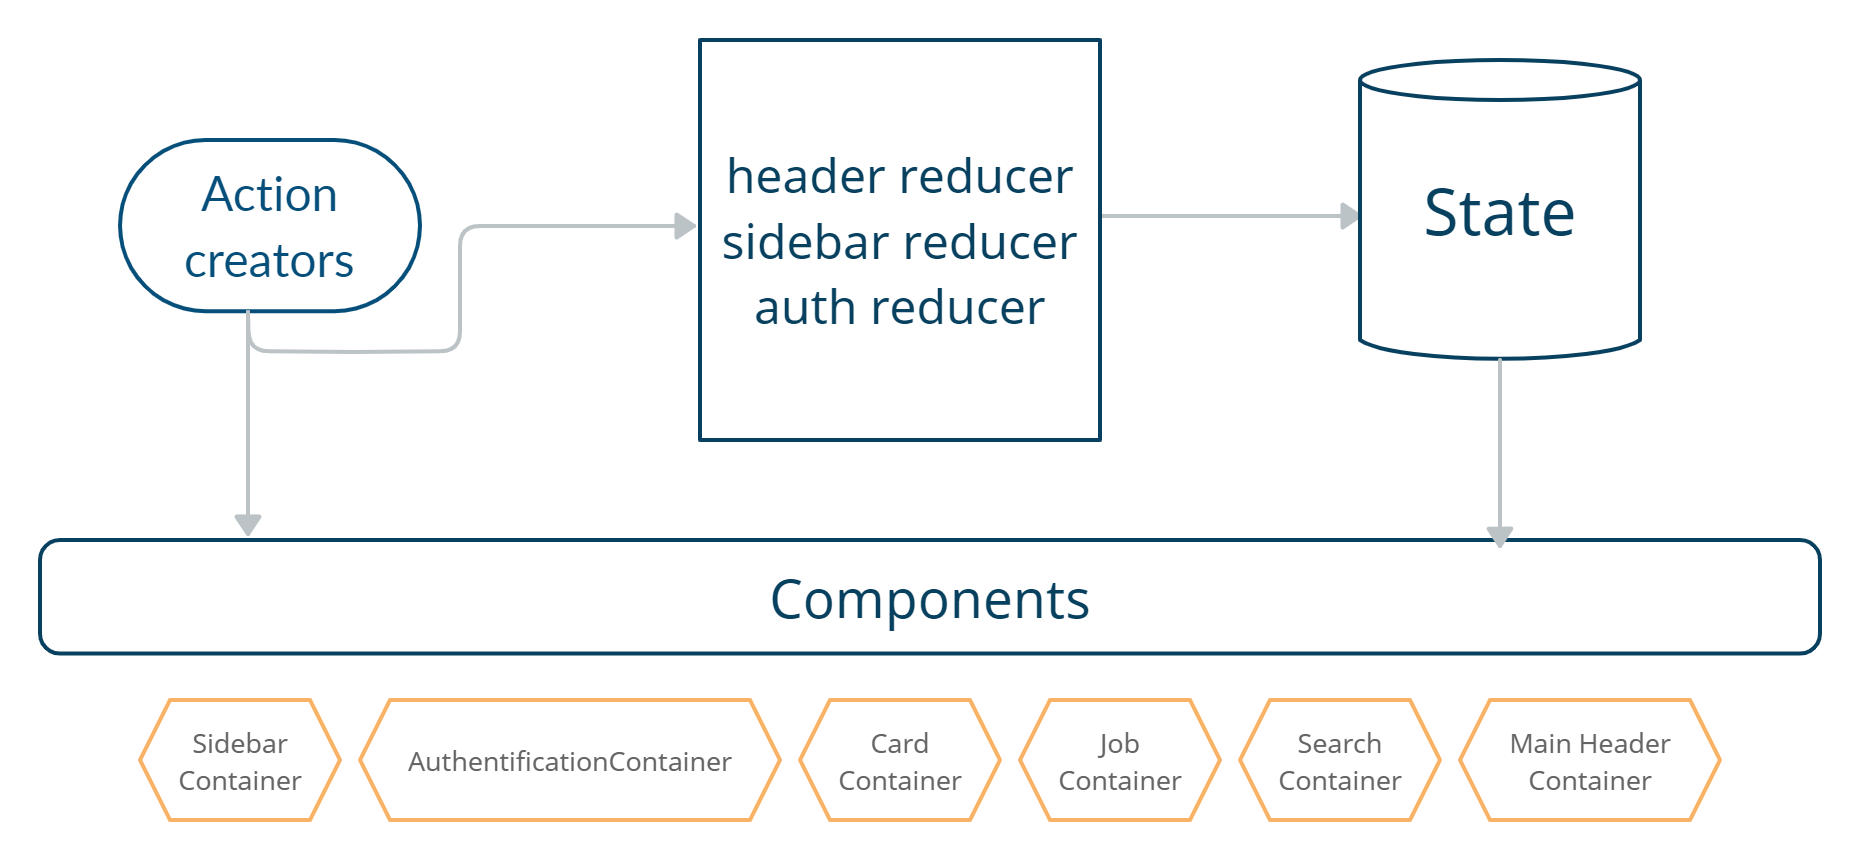 Action
creators
header reducer
sidebar reducer
auth reducer
State
Components
Sidebar
Container
AuthentificationContainer
Card
Container
Job
Container
Search
Container
Main Header
Container